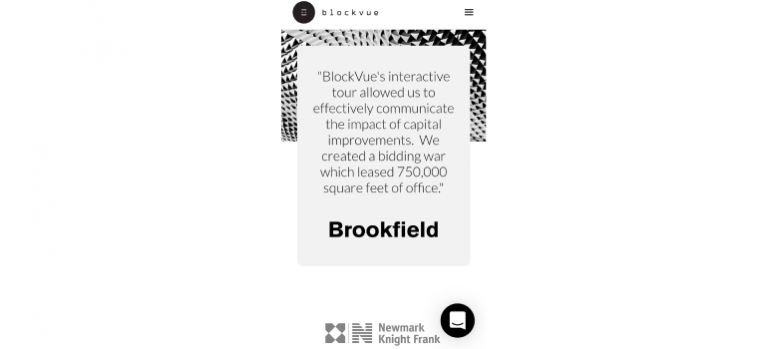 blockvue
"BlockVue's interactive
tour allowed us to
effectively communicate
the impact of capital
improvements.  We
created a bidding war
which leased 750,000
square feet of office."
Brookfield
Newmark
Knight Frank